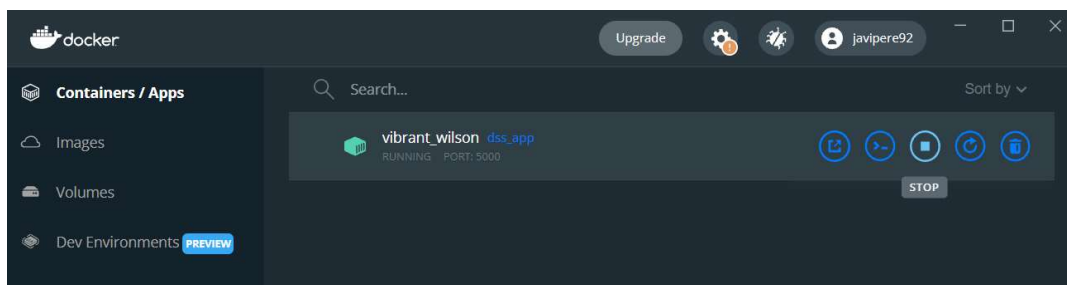 docker
Upgrade
javipere92
Containers / Apps
Search...
Sort by
Images
vibrant_wilson dss_app
RUNNING PORT: 5000
STOP
Volumes
Dev Environments PREVIEW